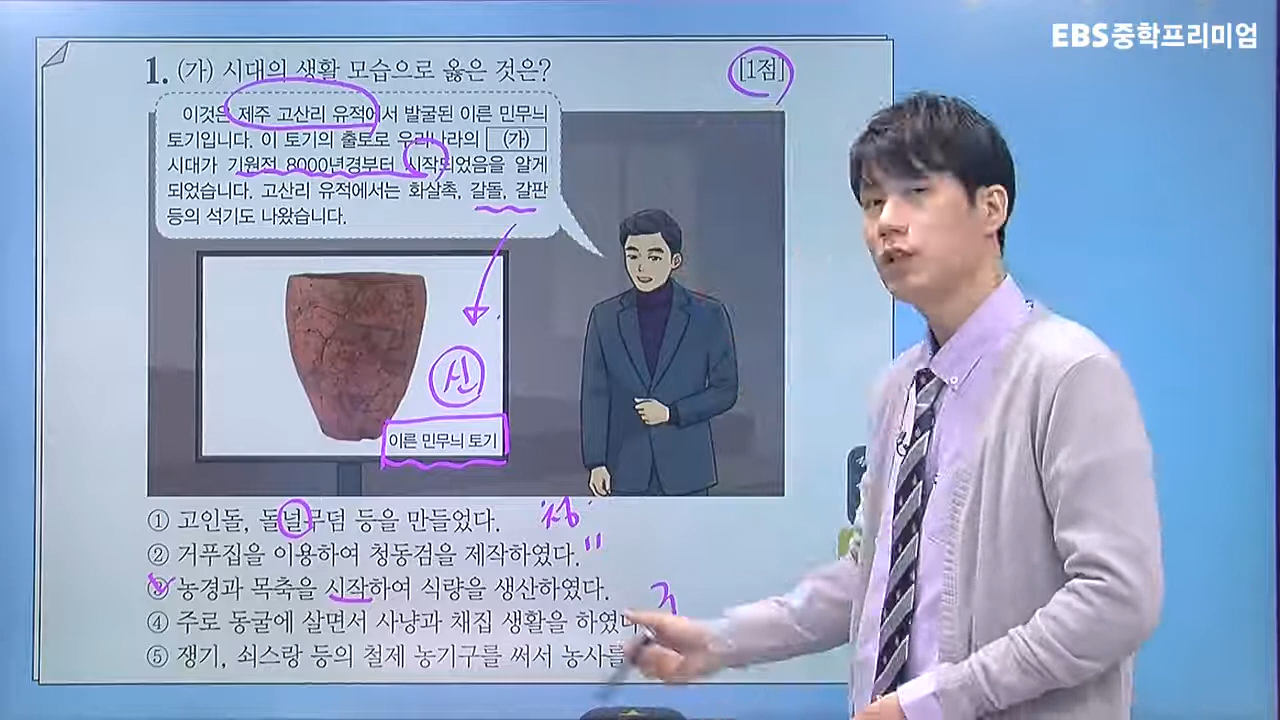 EBS중학프리미엄
1. (가) 시대의 생활 모습으로 옳은 것은? [1점]
이것은 제주 고산리 유적에서 발굴된 이른 민무늬
토기입니다. 이 토기의 출토로 우리나라의 (가)
시대가 기원적 8000년경부터 시작되었음을 알게
되었습니다. 고산리 유적에서는 화살촉, 갈돌, 갈판
등의 석기도 나왔습니다.
신
이른 민무늬 토기
① 고인돌, 돌널무덤 등을 만들었다. 청
② 거푸집을 이용하여 청동검을 제작하였다. "
③ 농경과 목축을 시작하여 식량을 생산하였다.
④ 주로 동굴에 살면서 사냥과 채집 생활을 하였다 구
⑤ 쟁기, 쇠스랑 등의 철제 농기구를 써서 농사를